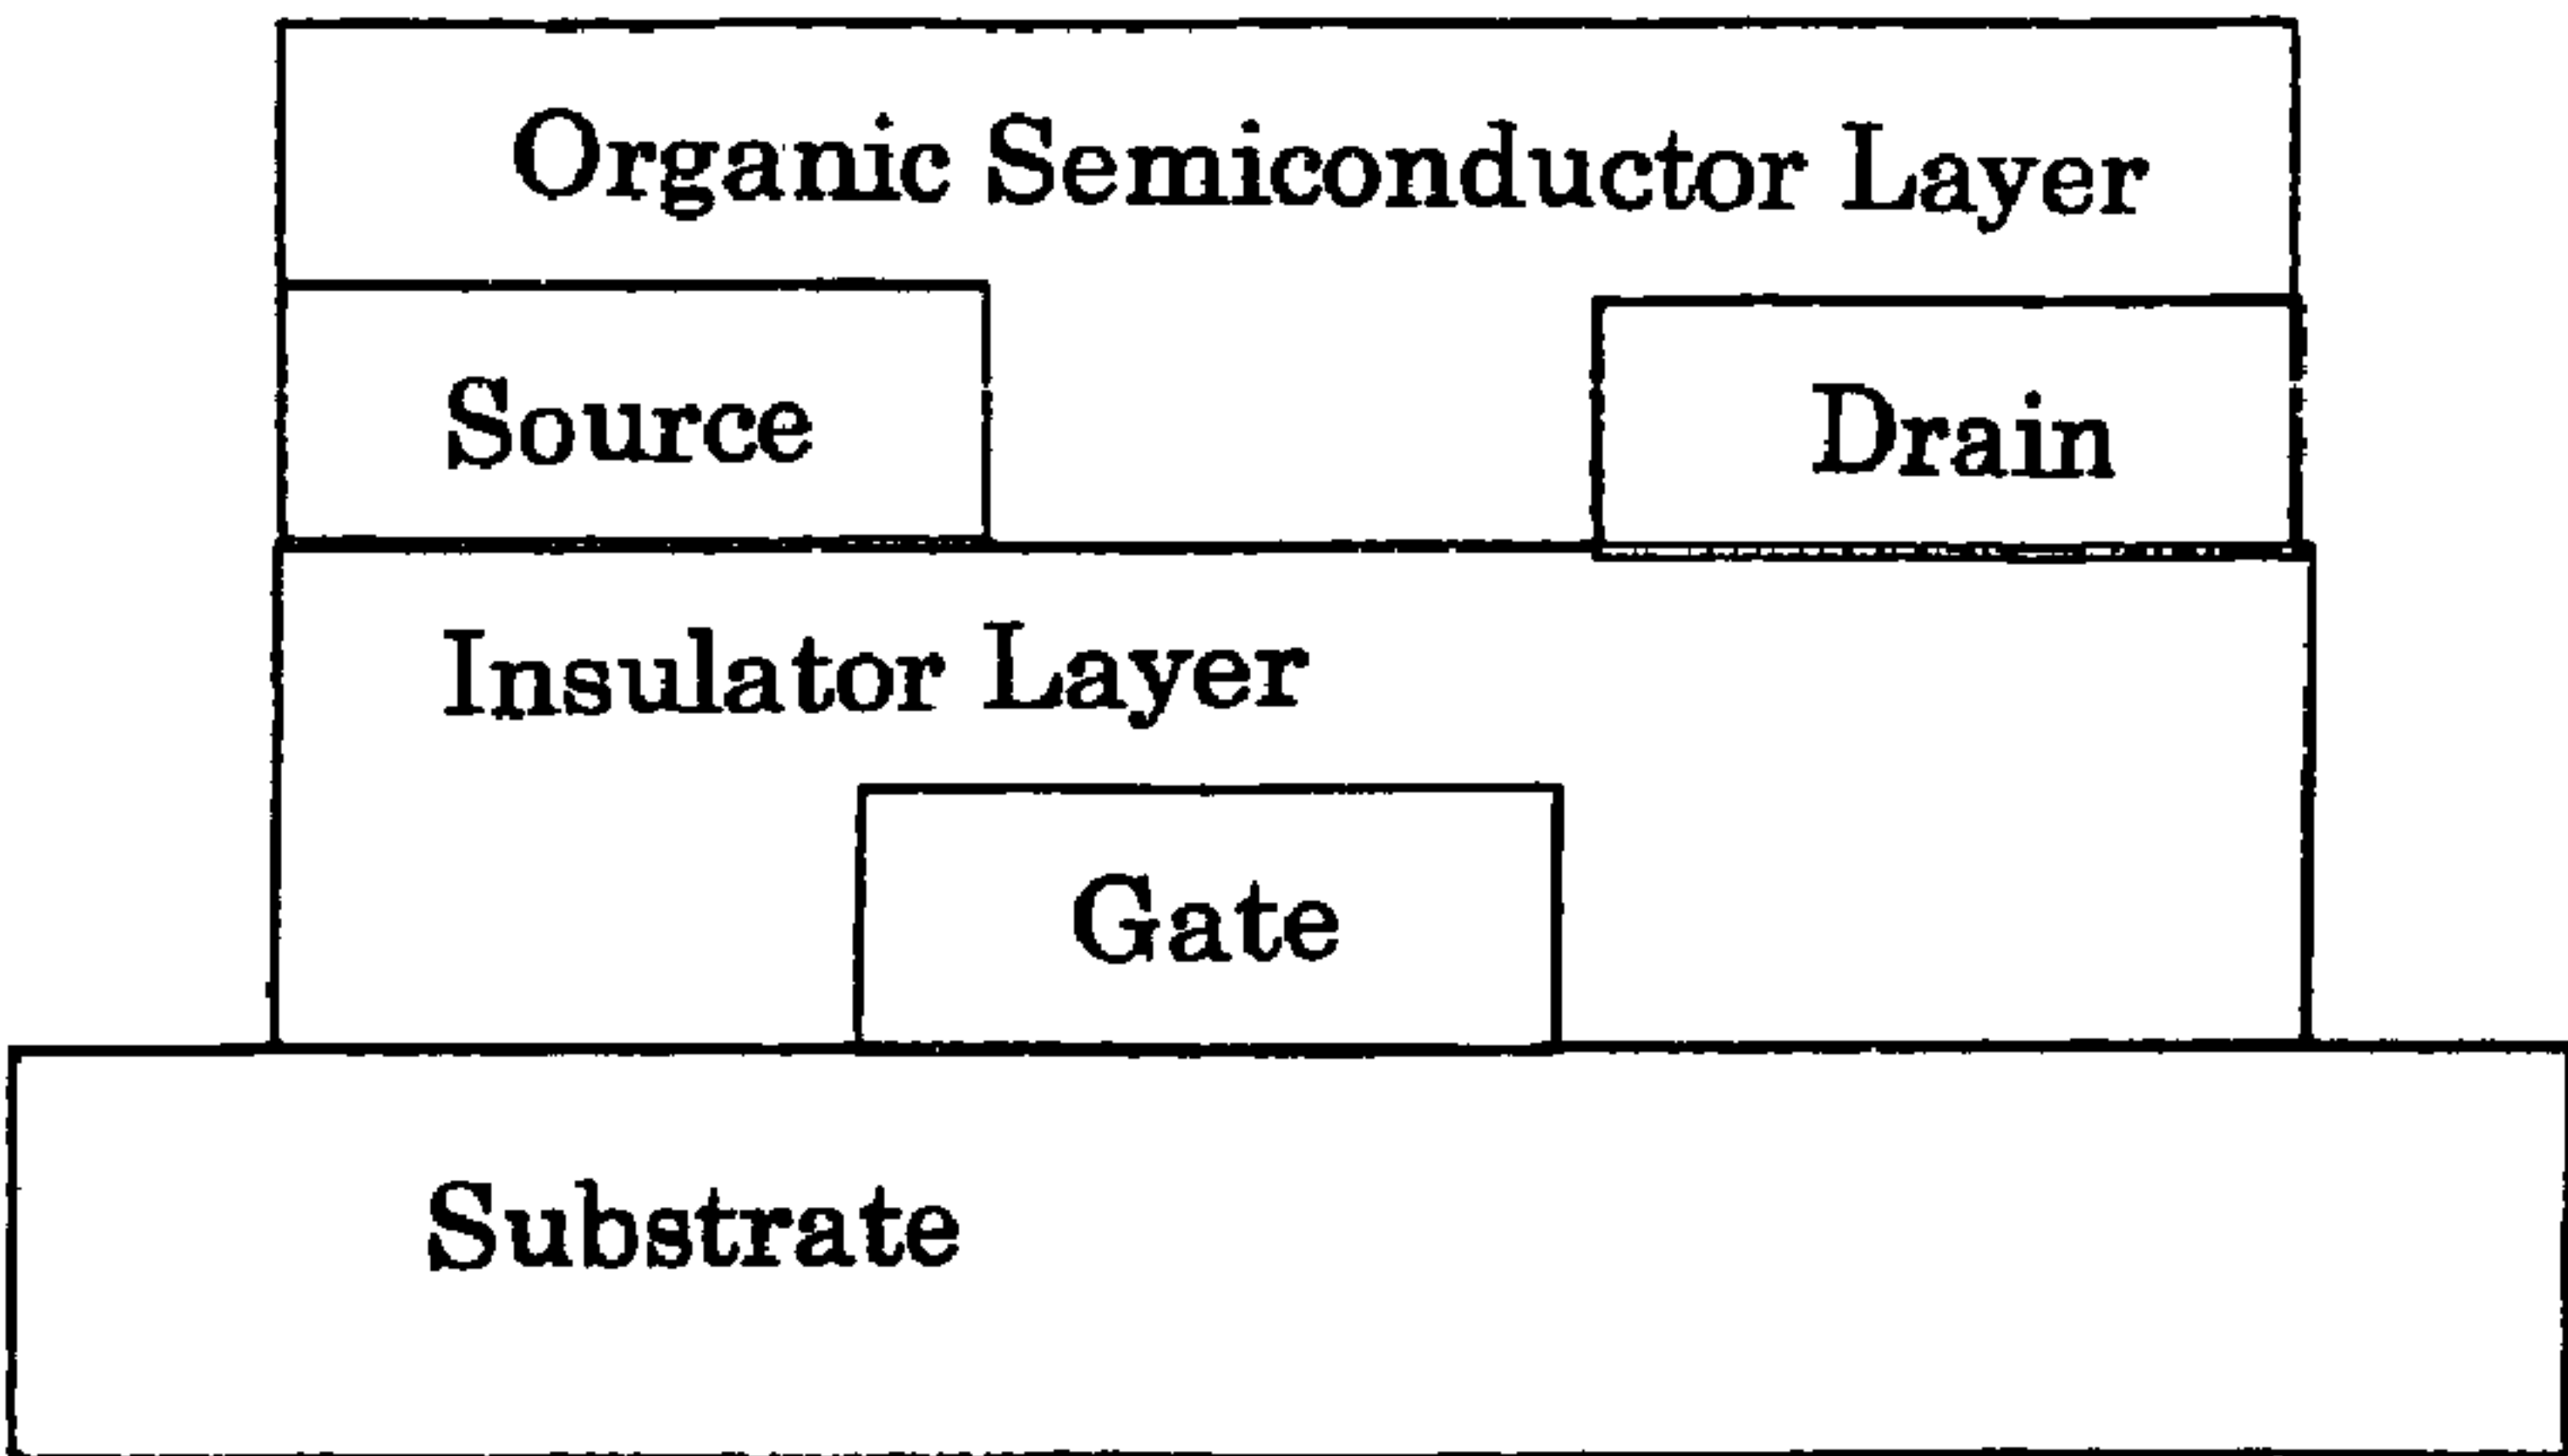 Organic Semiconductor Layer
Source
Drain
Insulator Layer
Gate
Substrate